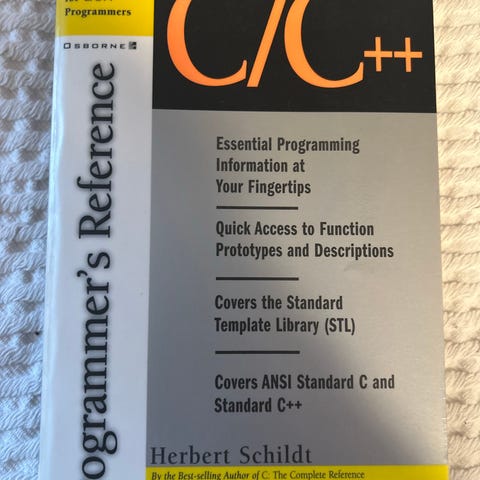 Programmers
OSBORNE
C/C++
ogrammer's Reference
Essential Programming
Information at
Your Fingertips
Quick Access to Function
Prototypes and Descriptions
Covers the Standard
Template Library (STL)
Covers ANSI Standard C and
Standard C++
Herbert Schildt
By the Best-selling Author of C: The Complete Reference